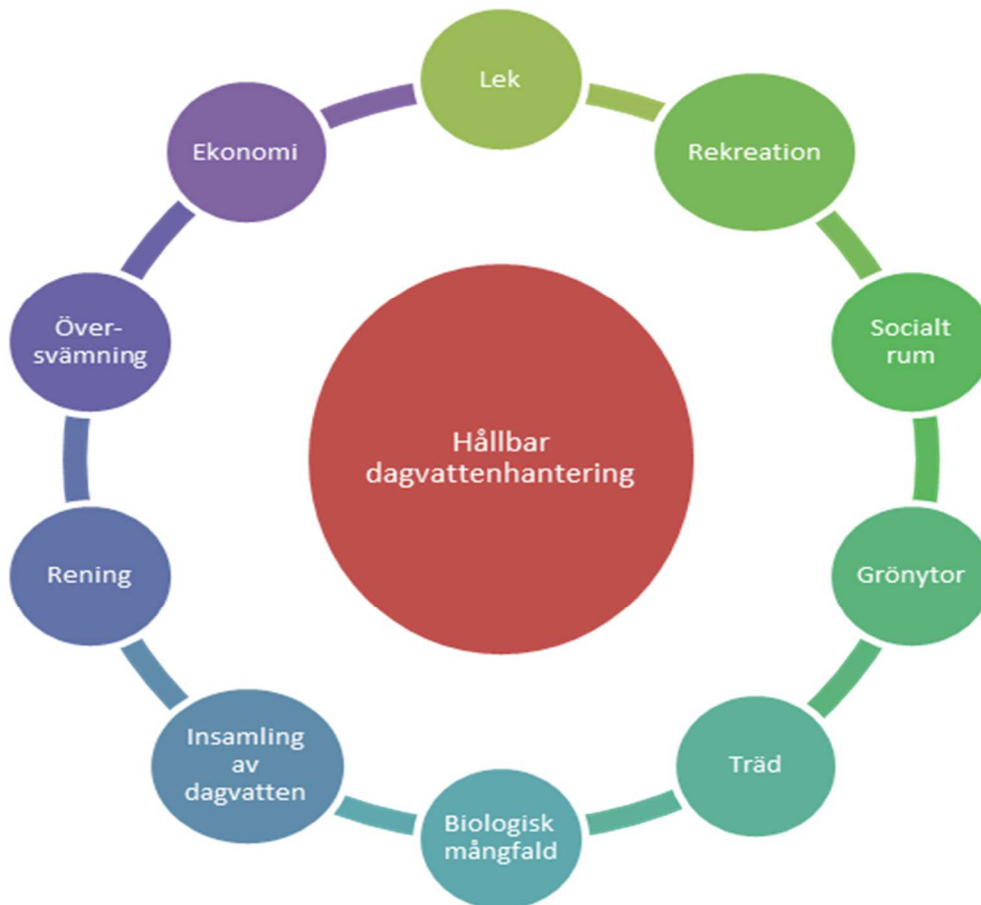 Lek
Rekreation
Socialt
rum
Grönytor
Träd
Biologisk
mångfald
Insamling
av
dagvatten
Rening
Över-
svämning
Ekonomi
Hållbar
dagvattenhantering